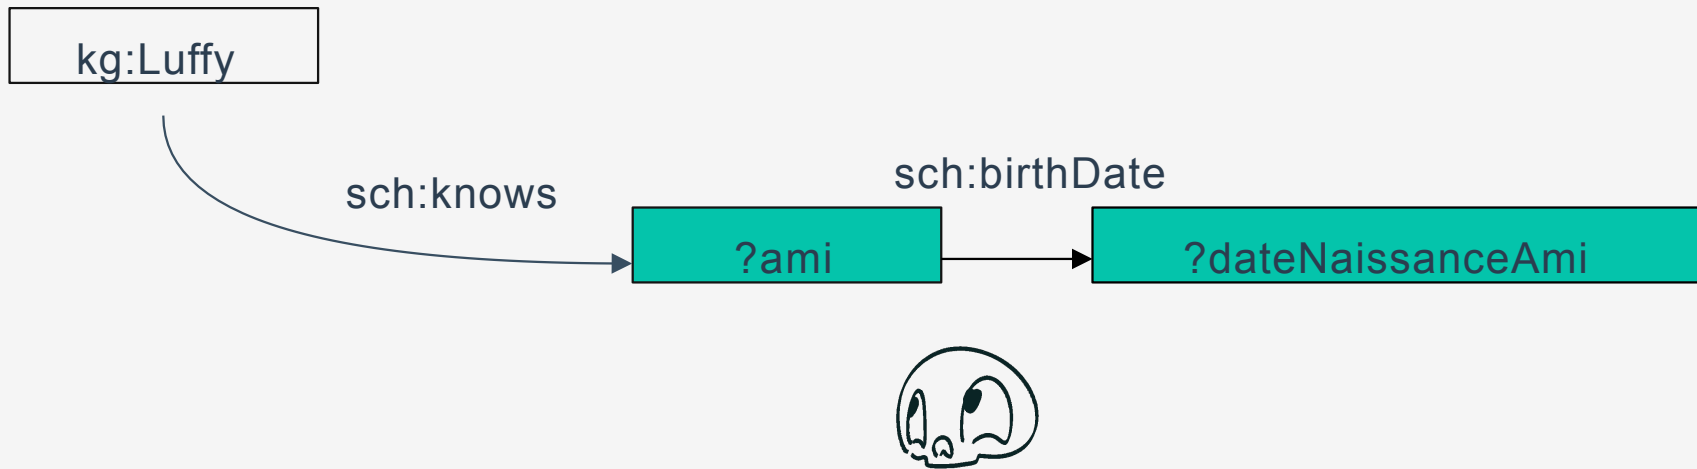 kg:Luffy
sch:knows
sch:birthDate
?ami
?dateNaissanceAmi